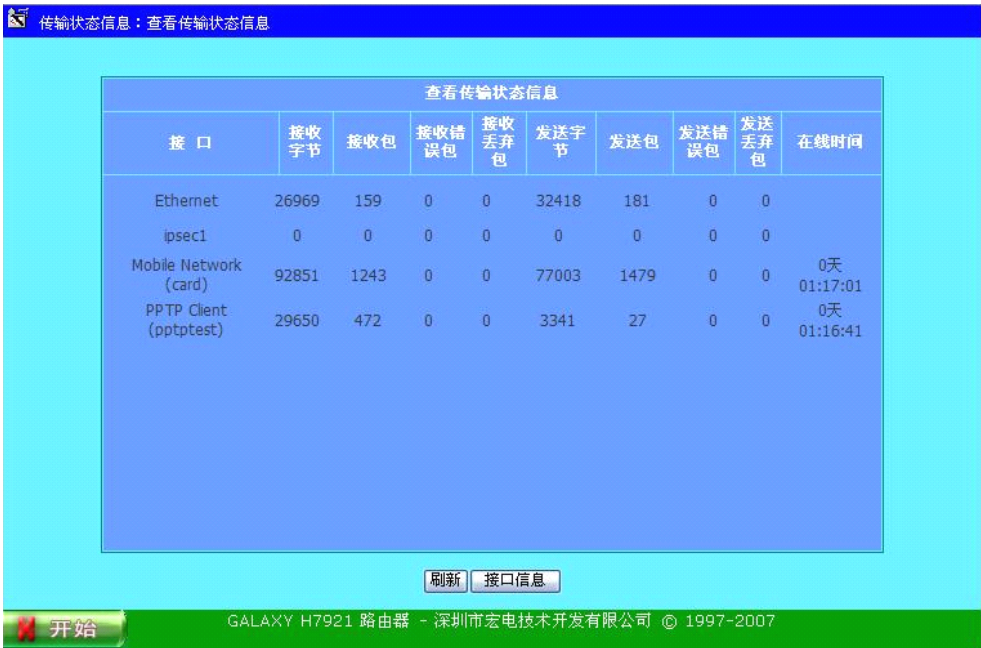 传输状态信息：查看传输状态信息
查看传输状态信息
接 口 接收字节 接收包 接收错误包 接收丢弃包 发送字节 发送包 发送错误包 发送丢弃包 在线时间
Ethernet 26969 159 0 0 32418 181 0 0
ipsec1 0 0 0 0 0 0 0 0
Mobile Network (card) 92851 1243 0 0 77003 1479 0 0 0天 01:17:01
PPTP Client (pptptest) 29650 472 0 0 3341 27 0 0 0天 01:16:41
刷新 接口信息
开始 GALAXY H7921 路由器 - 深圳市宏电技术开发有限公司 © 1997-2007